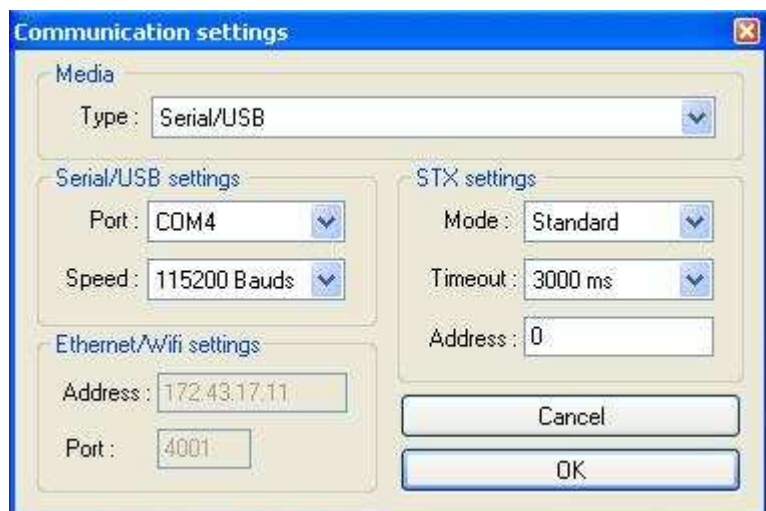 Communication settings
Media
Type : Serial/USB
Serial/USB settings
Port : COM4
Speed : 115200 Bauds
STX settings
Mode : Standard
Timeout : 3000 ms
Address : 0
Ethernet/Wifi settings
Address : 172.43.17.11
Port : 4001
Cancel
OK